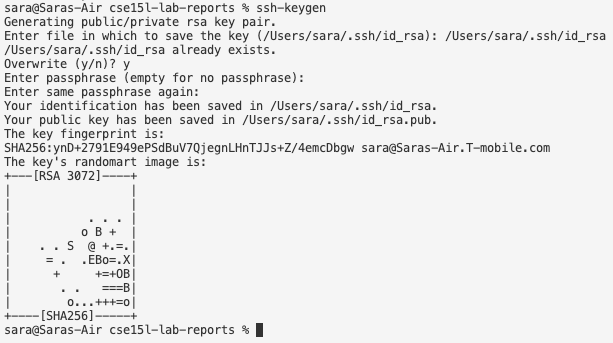 sara@Saras-Air cse15l-lab-reports % ssh-keygen
Generating public/private rsa key pair.
Enter file in which to save the key (/Users/sara/.ssh/id_rsa): /Users/sara/.ssh/id_rsa
/Users/sara/.ssh/id_rsa already exists.
Overwrite (y/n)? y
Enter passphrase (empty for no passphrase):
Enter same passphrase again:
Your identification has been saved in /Users/sara/.ssh/id_rsa.
Your public key has been saved in /Users/sara/.ssh/id_rsa.pub.
The key fingerprint is:
SHA256:ynD+2791E949ePSdBuV7QjegnLHnTJJs+Z/4emcDbgw sara@Saras-Air.T-mobile.com
The key's randomart image is:
+---[RSA 3072]----+
|                 |
|                 |
|           . . . |
|          o B +  |
|    . . S  @ +.=.|
|     = .  .EBo=.X|
|      +     +=+OB|
|       . .   ===B|
|        o...+++=o|
+----[SHA256]-----+
sara@Saras-Air cse15l-lab-reports %